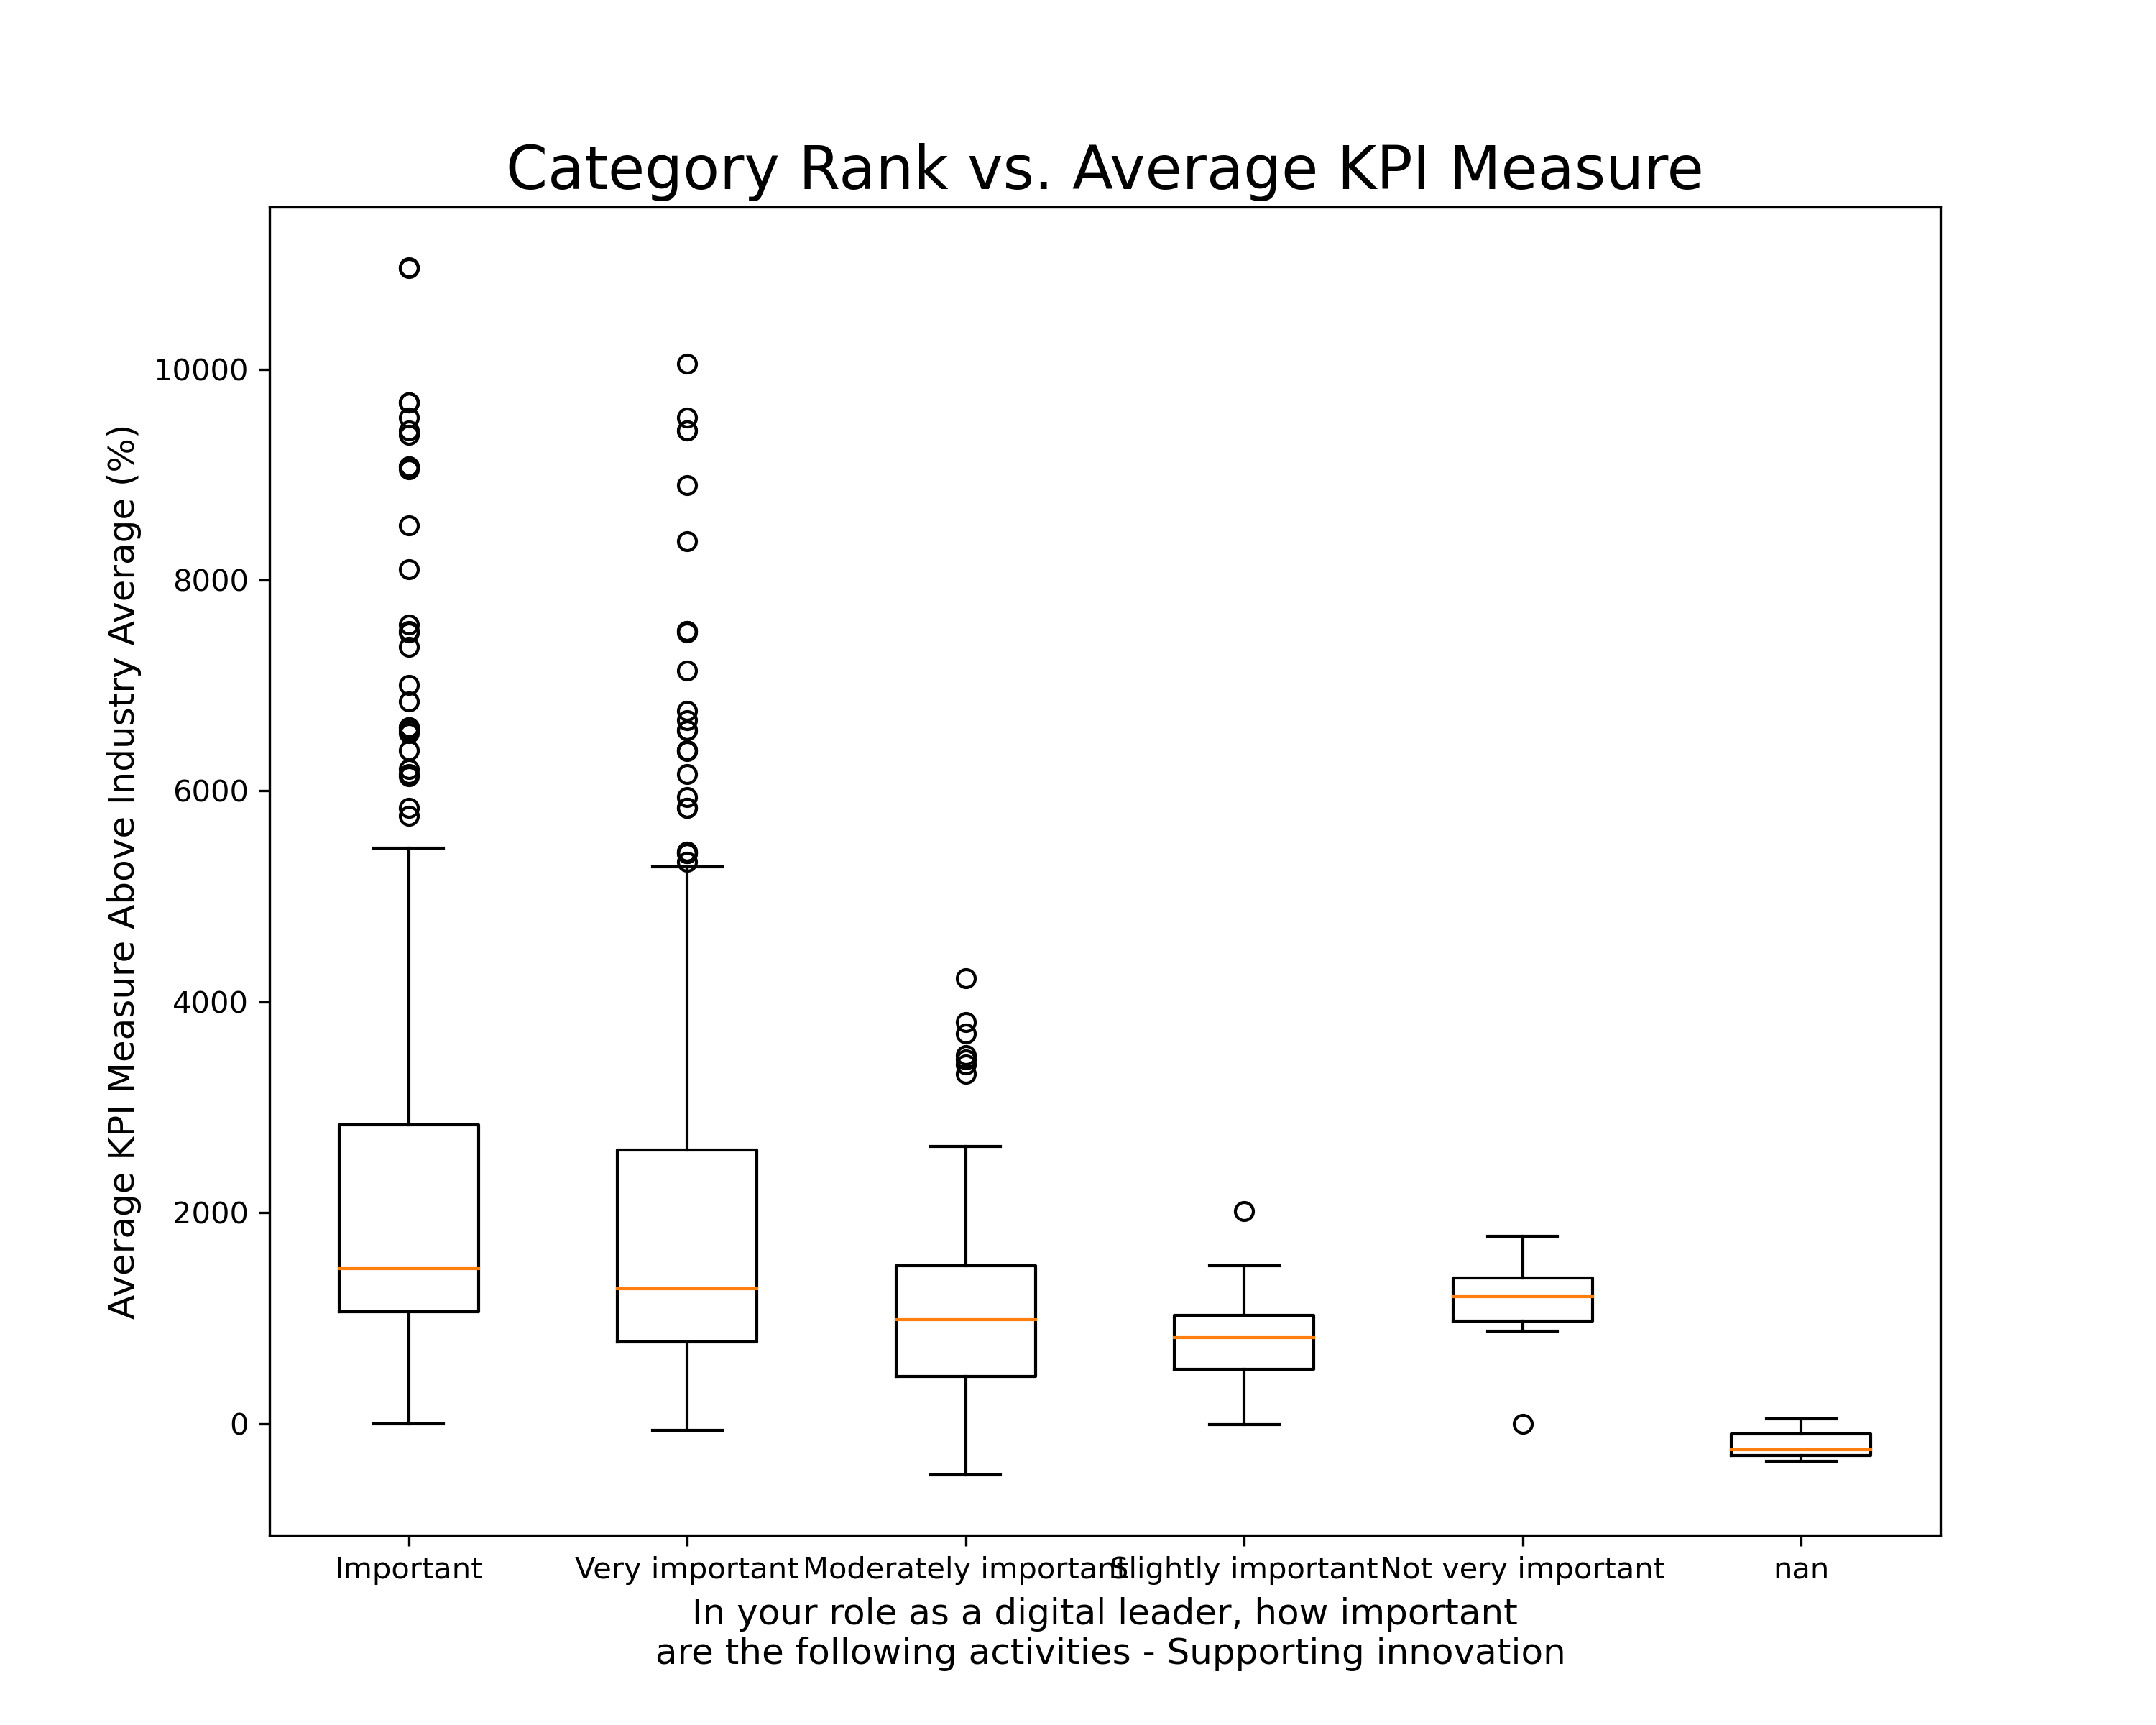 Category Rank vs. Average KPI Measure
Average KPI Measure Above Industry Average (%)
10000
8000
6000
4000
2000
0
Important
Very important
Moderately important
Slightly important
Not very important
nan
In your role as a digital leader, how important
are the following activities - Supporting innovation